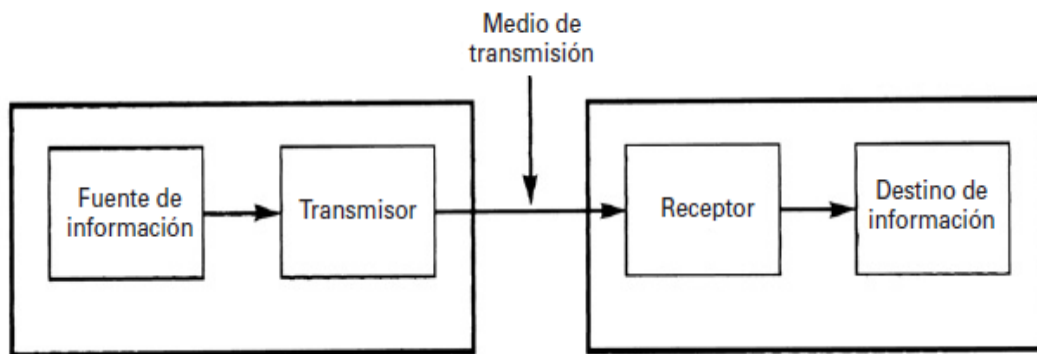 Medio de
transmisión
Fuente de
información
Transmisor
Receptor
Destino de
información